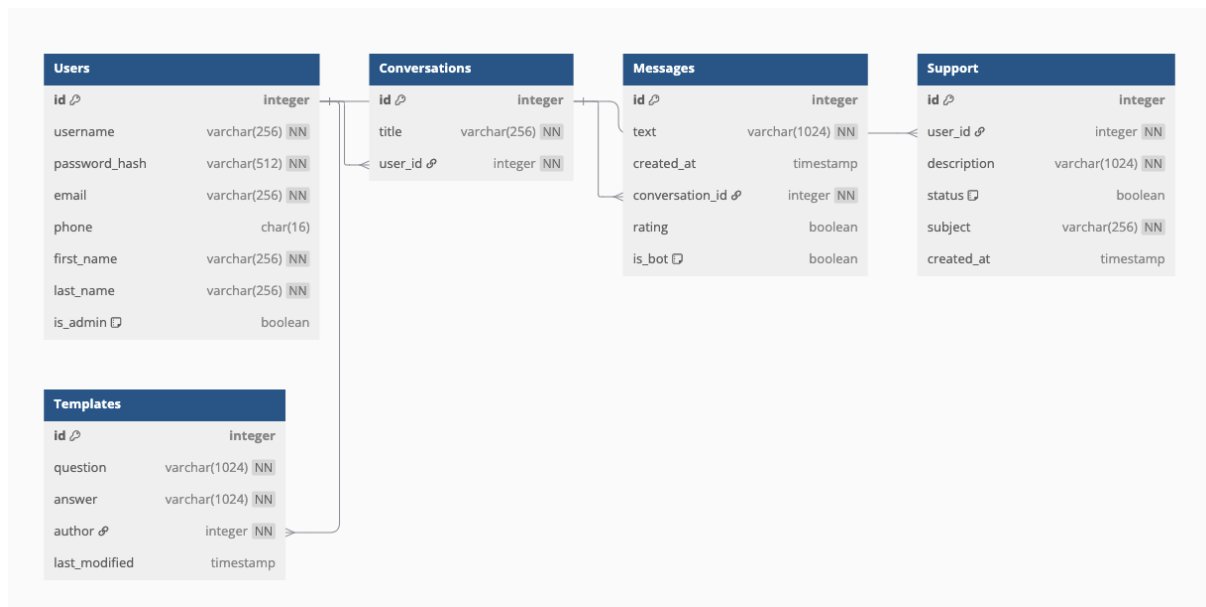 Users
id integer
username varchar(256) NN
password_hash varchar(512) NN
email varchar(256) NN
phone char(16)
first_name varchar(256) NN
last_name varchar(256) NN
is_admin boolean
Conversations
id integer
title varchar(256) NN
user_id integer NN
Messages
id integer
text varchar(1024) NN
created_at timestamp
conversation_id integer NN
rating boolean
is_bot boolean
Support
id integer
user_id integer NN
description varchar(1024) NN
status boolean
subject varchar(256) NN
created_at timestamp
Templates
id integer
question varchar(1024) NN
answer varchar(1024) NN
author integer NN
last_modified timestamp